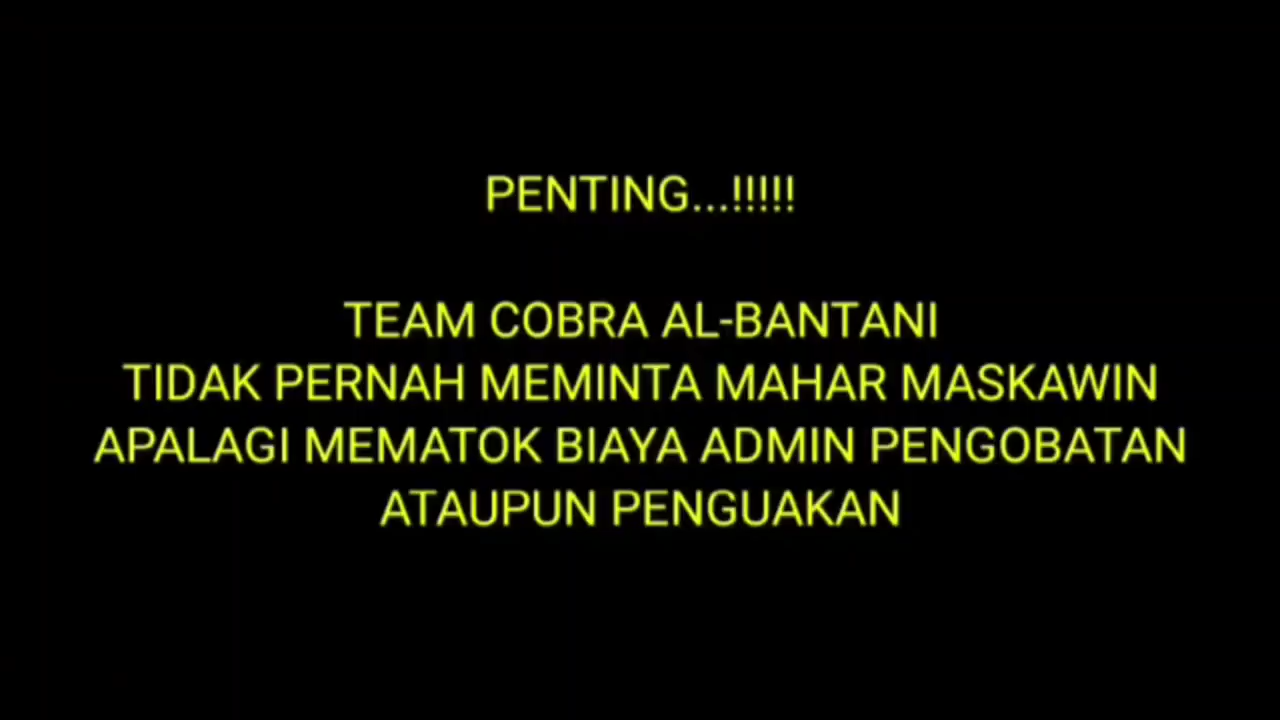 PENTING...!!!!!
TEAM COBRA AL-BANTANI
TIDAK PERNAH MEMINTA MAHAR MASKAWIN
APALAGI MEMATOK BIAYA ADMIN PENGOBATAN
ATAUPUN PENGUAKAN